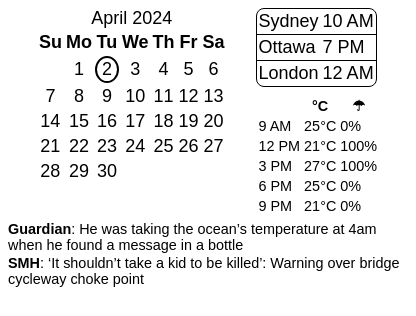 April 2024
Su Mo Tu We Th Fr Sa
1 2 3 4 5 6
7 8 9 10 11 12 13
14 15 16 17 18 19 20
21 22 23 24 25 26 27
28 29 30
Sydney 10 AM
Ottawa 7 PM
London 12 AM
°C ☂
9 AM 25°C 0%
12 PM 21°C 100%
3 PM 27°C 100%
6 PM 25°C 0%
9 PM 21°C 0%
Guardian: He was taking the ocean’s temperature at 4am
when he found a message in a bottle
SMH: ‘It shouldn’t take a kid to be killed’: Warning over bridge
cycleway choke point